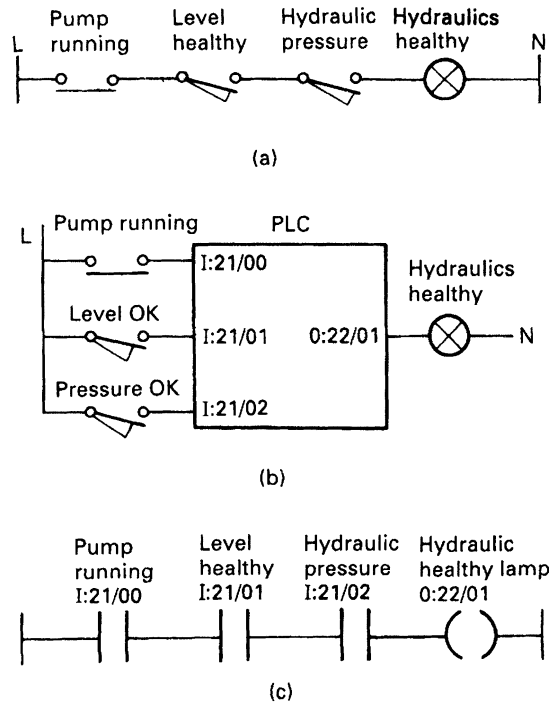 L
Pump
running
Level
healthy
Hydraulic
pressure
Hydraulics
healthy
N
(a)
L
Pump running
PLC
I:21/00
Level OK
I:21/01
0:22/01
Hydraulics
healthy
N
Pressure OK
I:21/02
(b)
Pump
running
I:21/00
Level
healthy
I:21/01
Hydraulic
pressure
I:21/02
Hydraulic
healthy lamp
0:22/01
(c)